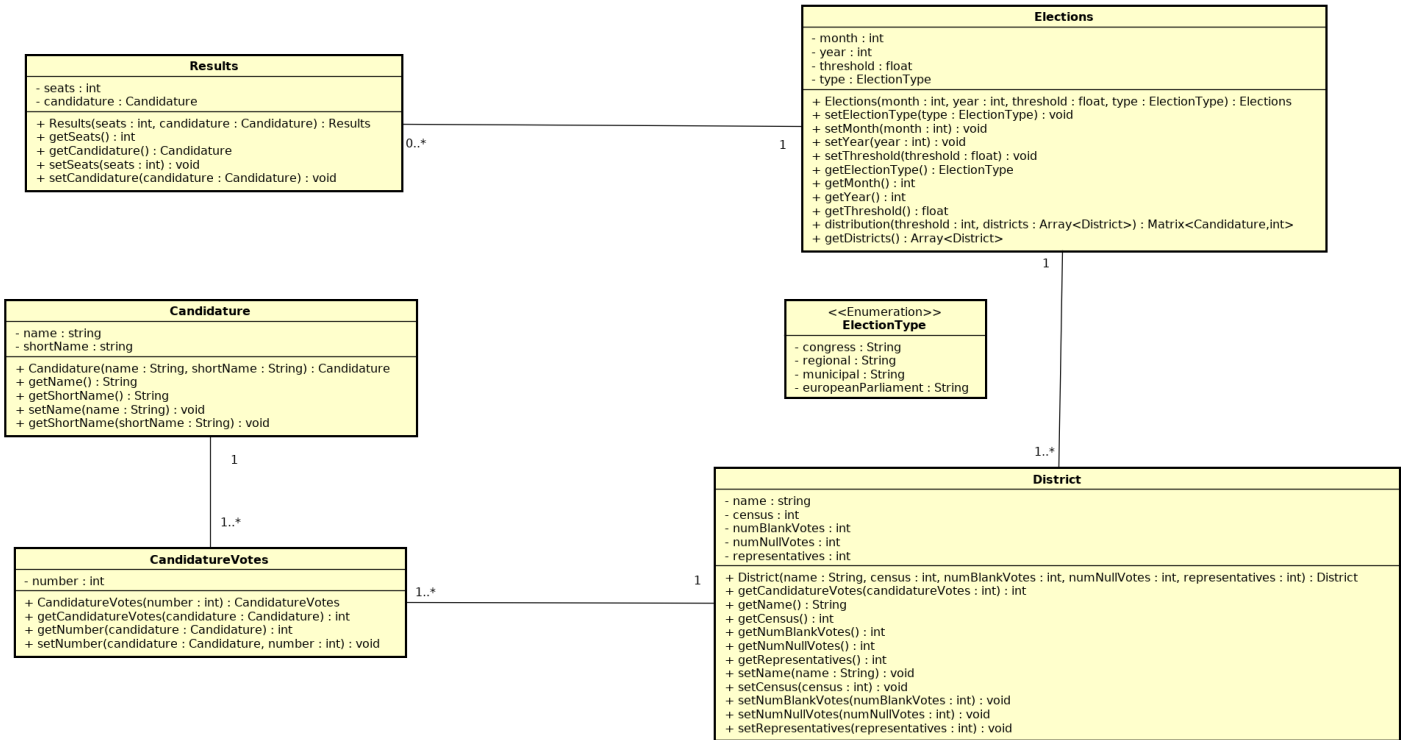 Elections
- month : int
- year : int
- threshold : float
- type : ElectionType
+ Elections(month : int, year : int, threshold : float, type : ElectionType) : Elections
+ setElectionType(type : ElectionType) : void
+ setMonth(month : int) : void
+ setYear(year : int) : void
+ setThreshold(threshold : float) : void
+ getElectionType() : ElectionType
+ getMonth() : int
+ getYear() : int
+ getThreshold() : float
+ distribution(threshold : int, districts : Array<District>) : Matrix<Candidature,int>
+ getDistricts() : Array<District>
Results
- seats : int
- candidature : Candidature
+ Results(seats : int, candidature : Candidature) : Results
+ getSeats() : int
+ getCandidature() : Candidature
+ setSeats(seats : int) : void
+ setCandidature(candidature : Candidature) : void
0..*
1
1
Candidature
- name : string
- shortName : string
+ Candidature(name : String, shortName : String) : Candidature
+ getName() : String
+ getShortName() : String
+ setName(name : String) : void
+ getShortName(shortName : String) : void
<<Enumeration>>
ElectionType
- congress : String
- regional : String
- municipal : String
- europeanParliament : String
1
1..*
1..*
CandidatureVotes
- number : int
+ CandidatureVotes(number : int) : CandidatureVotes
+ getCandidatureVotes(candidature : Candidature) : int
+ getNumber(candidature : Candidature) : int
+ setNumber(candidature : Candidature, number : int) : void
1..*
1
District
- name : string
- census : int
- numBlankVotes : int
- numNullVotes : int
- representatives : int
+ District(name : String, census : int, numBlankVotes : int, numNullVotes : int, representatives : int) : District
+ getCandidatureVotes(candidatureVotes : int) : int
+ getName() : String
+ getCensus() : int
+ getNumBlankVotes() : int
+ getNumNullVotes() : int
+ getRepresentatives() : int
+ setName(name : String) : void
+ setCensus(census : int) : void
+ setNumBlankVotes(numBlankVotes : int) : void
+ setNumNullVotes(numNullVotes : int) : void
+ setRepresentatives(representatives : int) : void